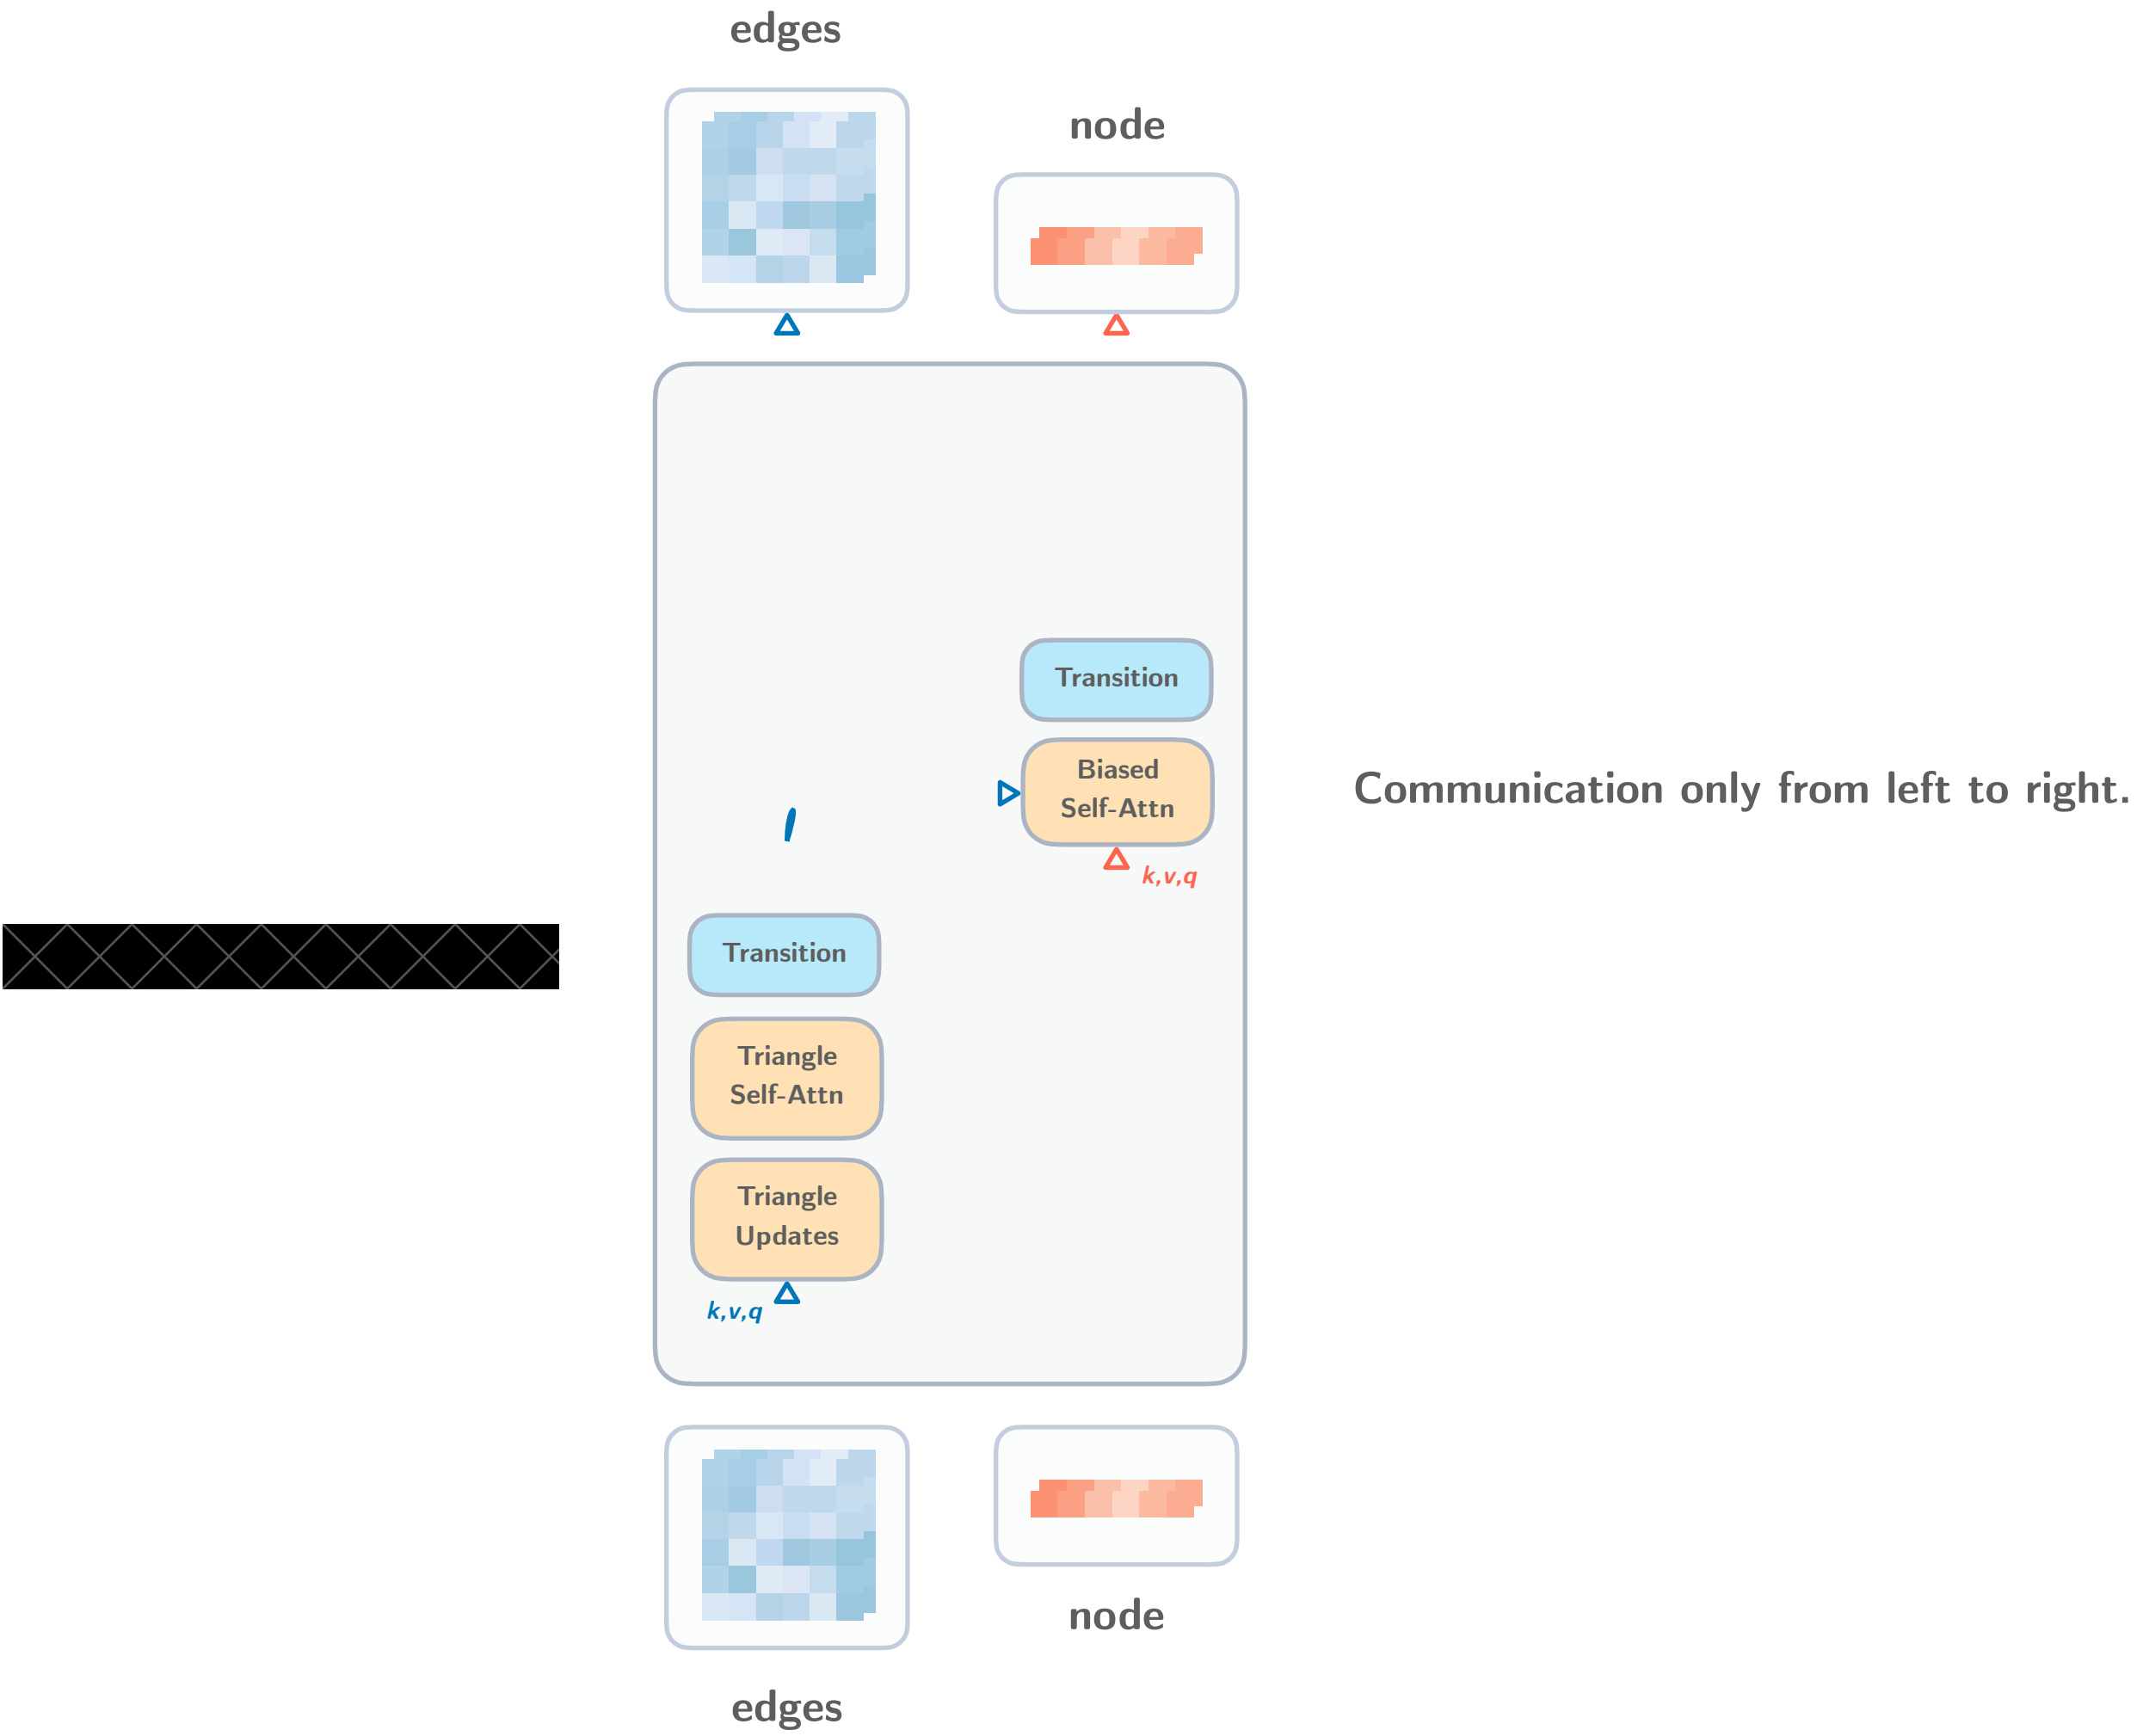 edges
node
Transition
Biased
Self-Attn
Communication only from left to right.
k,v,q
Transition
Triangle
Self-Attn
Triangle
Updates
k,v,q
node
edges